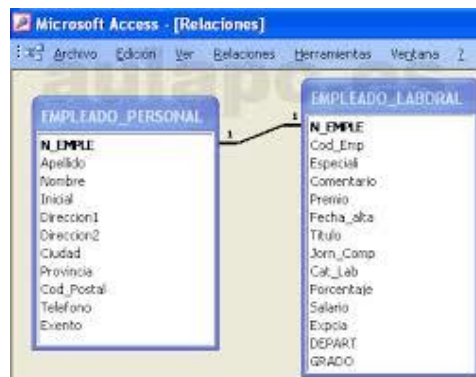 Microsoft Access - [Relaciones]
Archivo Edición Ver Relaciones Herramientas Ventana ?
EMPLEADO_PERSONAL
N_EMPLE
Apellido
Nombre
Inicial
Direccion1
Direccion2
Ciudad
Provincia
Cod_Postal
Telefono
Exento
1
1
EMPLEADO_LABORAL
N_EMPLE
Cod_Emp
Especiali
Comentario
Premio
Fecha_alta
Titulo
Jorn_Comp
Cat_Lab
Porcentaje
Salario
Expcia
DEPART
GRADO